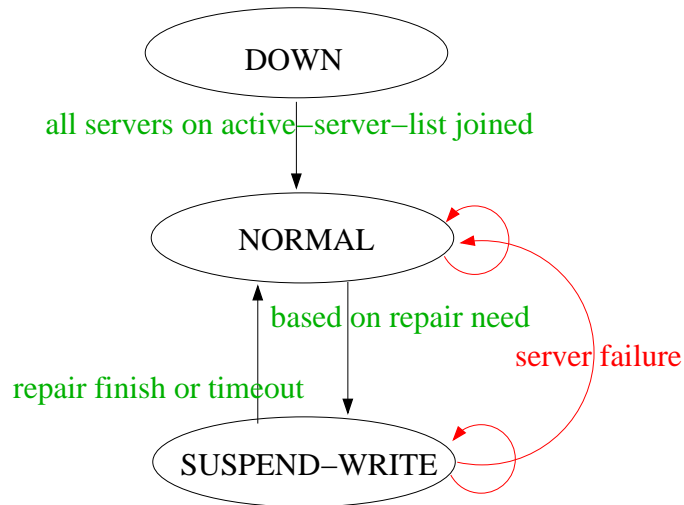 DOWN
all servers on active−server−list joined
NORMAL
based on repair need
server failure
repair finish or timeout
SUSPEND−WRITE